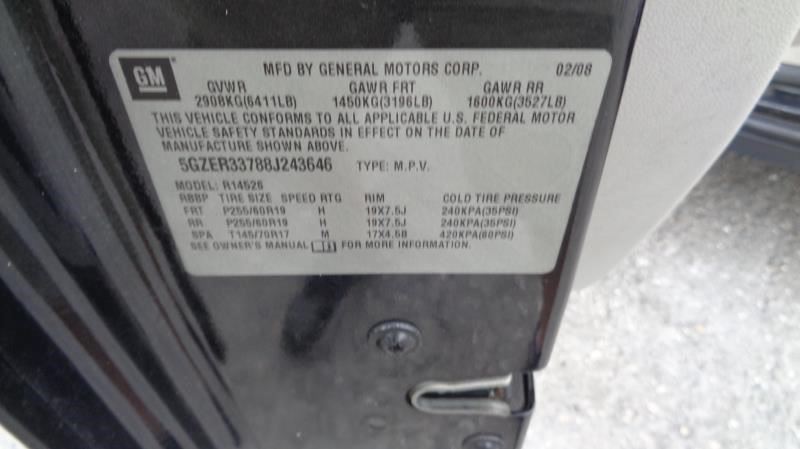 GM MFD BY GENERAL MOTORS CORP. 02/08
GVWR GAWR FRT GAWR RR
2908KG(6411LB) 1450KG(3196LB) 1600KG(3527LB)
THIS VEHICLE CONFORMS TO ALL APPLICABLE U.S. FEDERAL MOTOR
VEHICLE SAFETY STANDARDS IN EFFECT ON THE DATE OF
MANUFACTURE SHOWN ABOVE.
5GZER33788J243646 TYPE: M.P.V.
MODEL: R14526
RBBP TIRE SIZE SPEED RTG RIM COLD TIRE PRESSURE
FRT P255/60R19 H 19X7.5J 240KPA(35PSI)
RR P255/60R19 H 19X7.5J 240KPA(35PSI)
SPA T145/70R17 M 17X4.5B 420KPA(60PSI)
SEE OWNER'S MANUAL FOR MORE INFORMATION.